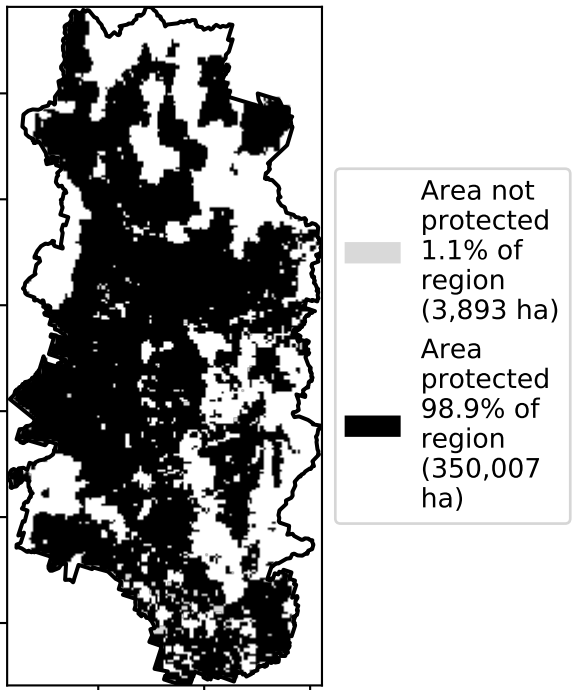 Area not
protected
1.1% of
region
(3,893 ha)
Area
protected
98.9% of
region
(350,007
ha)